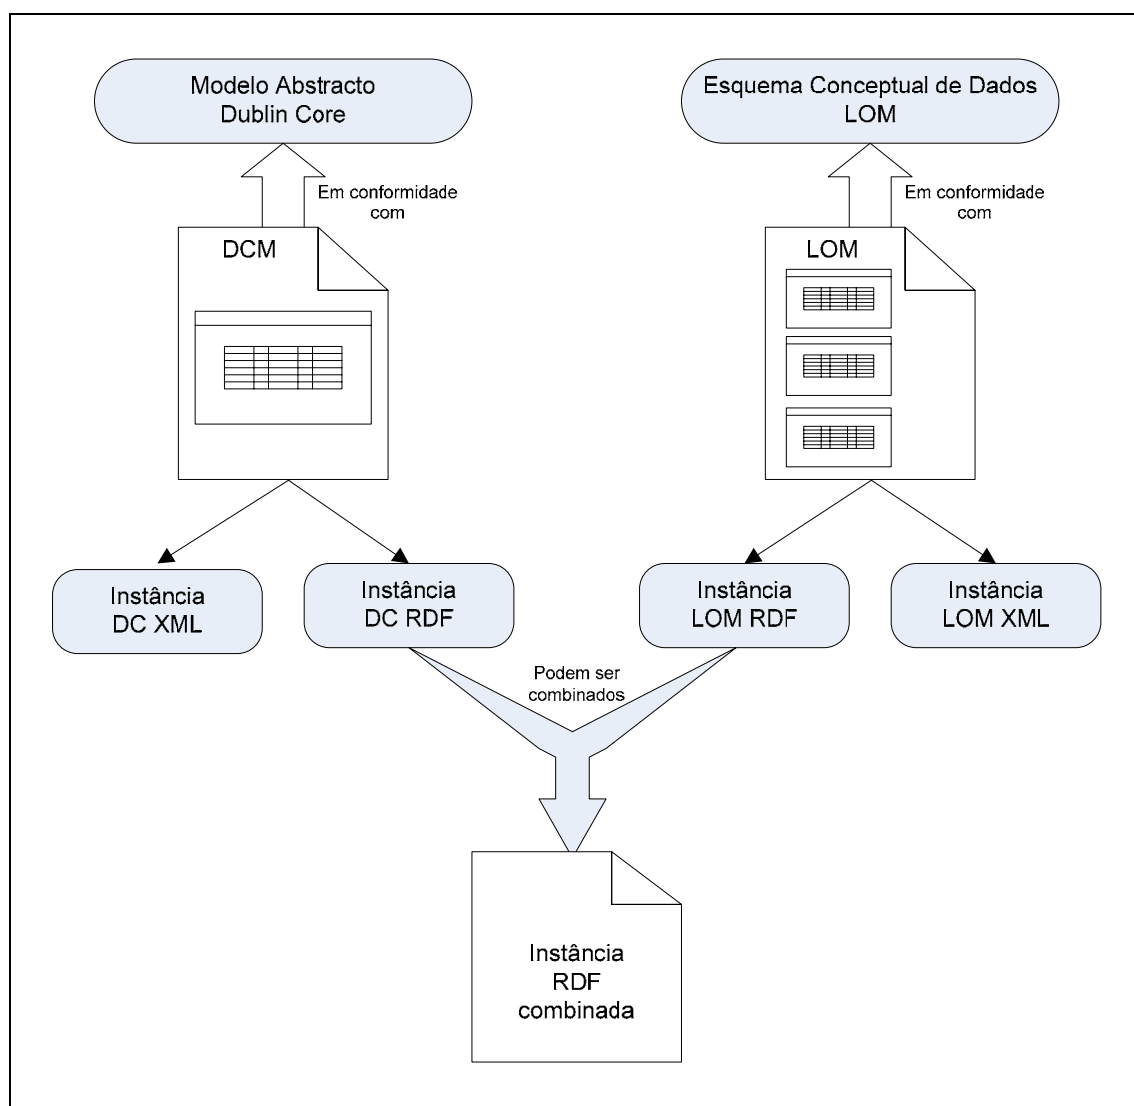 Modelo Abstracto
Dublin Core
Esquema Conceptual de Dados
LOM
Em conformidade
com
Em conformidade
com
DCM
LOM
Instância
DC XML
Instância
DC RDF
Instância
LOM RDF
Instância
LOM XML
Podem ser
combinados
Instância
RDF
combinada